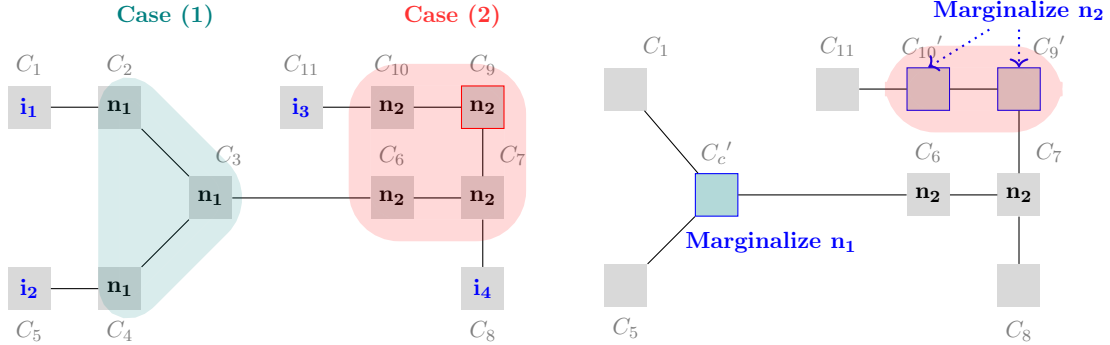 Case (1)
Case (2)
C₁ C₂ C₁₁ C₁₀ C₉
i₁ n₁ i₃ n₂ n₂
C₃ C₆ C₇
n₁ n₂ n₂
i₂ n₁ i₄
C₅ C₄ C₈
Marginalize n₂
C₁ C₁₁ C₁₀′ C₉′
C_c′ C₆ C₇
n₂ n₂
Marginalize n₁
C₅ C₈